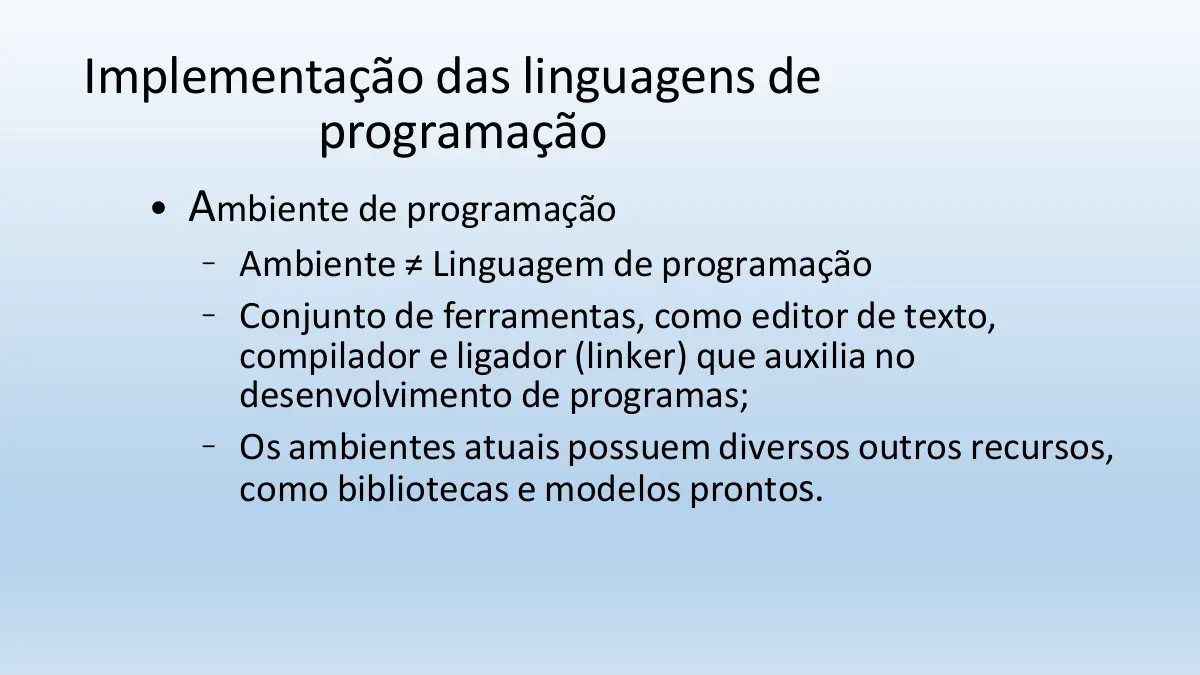 Implementação das linguagens de
programação
• Ambiente de programação
– Ambiente ≠ Linguagem de programação
– Conjunto de ferramentas, como editor de texto,
compilador e ligador (linker) que auxilia no
desenvolvimento de programas;
– Os ambientes atuais possuem diversos outros recursos,
como bibliotecas e modelos prontos.